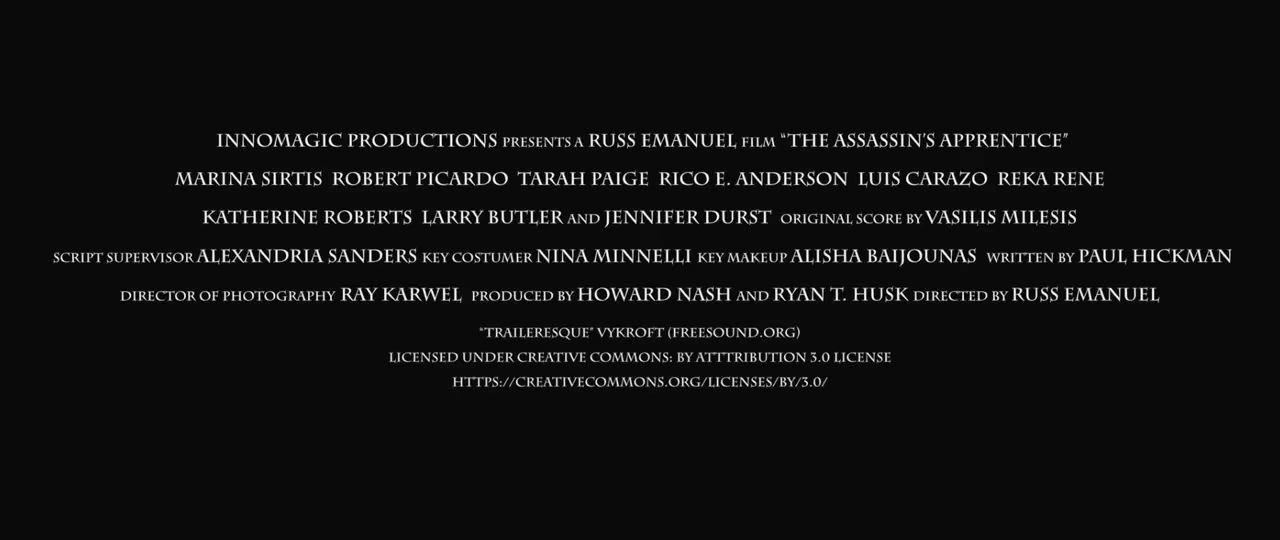 INNOMAGIC PRODUCTIONS PRESENTS A RUSS EMANUEL FILM “THE ASSASSIN’S APPRENTICE”
MARINA SIRTIS ROBERT PICARDO TARAH PAIGE RICO E. ANDERSON LUIS CARAZO REKA RENE
KATHERINE ROBERTS LARRY BUTLER AND JENNIFER DURST ORIGINAL SCORE BY VASILIS MILESIS
SCRIPT SUPERVISOR ALEXANDRIA SANDERS KEY COSTUMER NINA MINNELLI KEY MAKEUP ALISHA BAIJOUNAS WRITTEN BY PAUL HICKMAN
DIRECTOR OF PHOTOGRAPHY RAY KARWEL PRODUCED BY HOWARD NASH AND RYAN T. HUSK DIRECTED BY RUSS EMANUEL
“TRAILERESQUE” VYKROFT (FREESOUND.ORG)
LICENSED UNDER CREATIVE COMMONS: BY ATTTRIBUTION 3.0 LICENSE
HTTPS://CREATIVECOMMONS.ORG/LICENSES/BY/3.0/